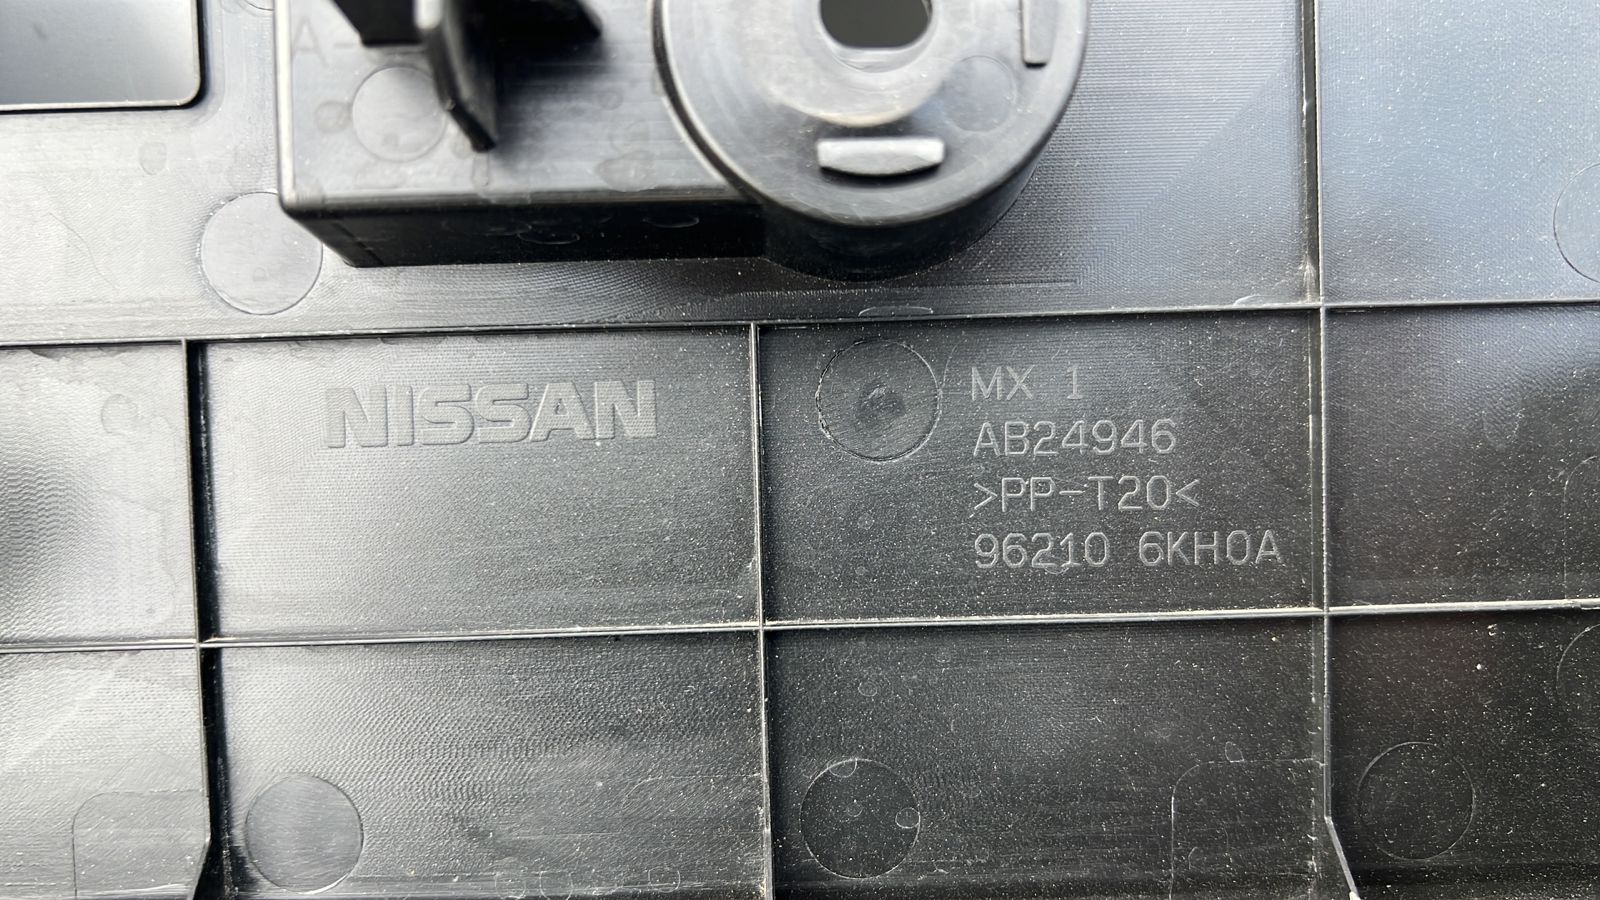 NISSAN
MX 1
AB24946
>PP-T20<
96210 6KH0A